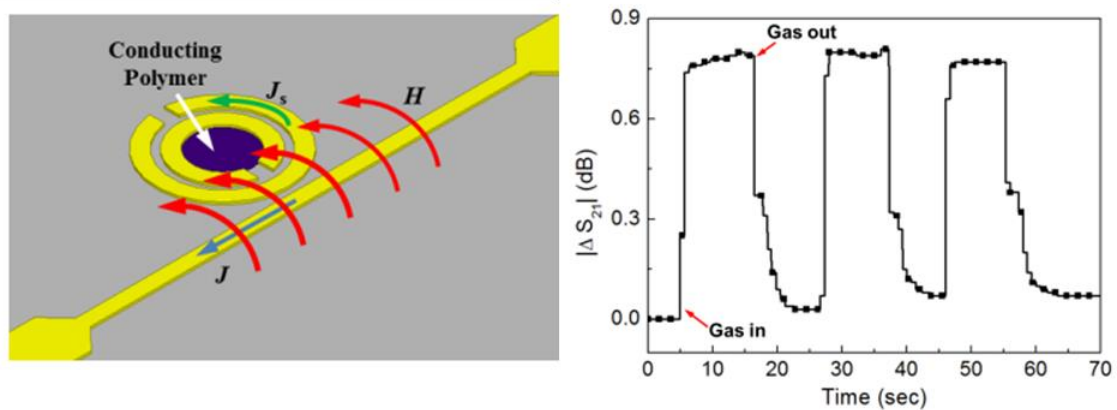 Conducting
Polymer
Js
H
J
|Δ S21| (dB)
0.9
0.6
0.3
0.0
Gas out
Gas in
0 10 20 30 40 50 60 70
Time (sec)